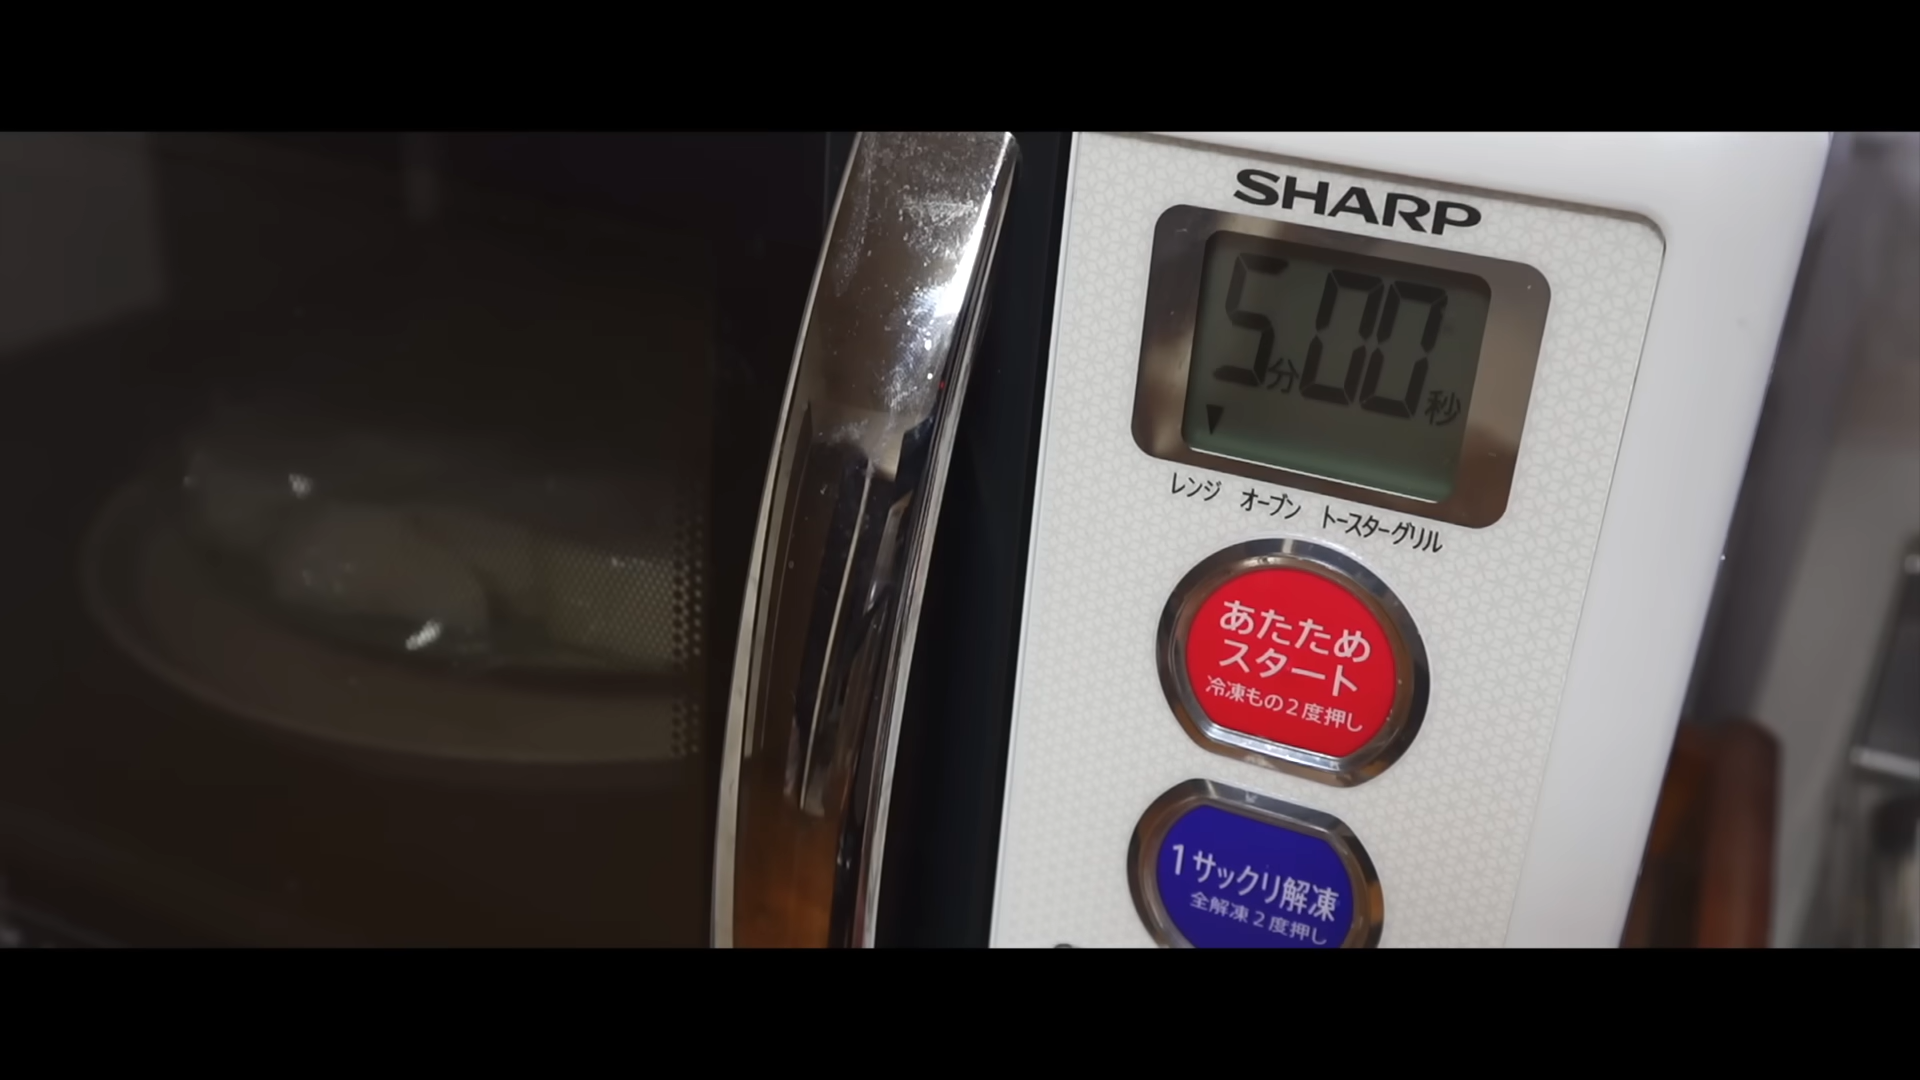 SHARP
5分00秒
レンジ オーブン トースターグリル
あたため
スタート
冷凍もの2度押し
1サックリ解凍
全解凍2度押し